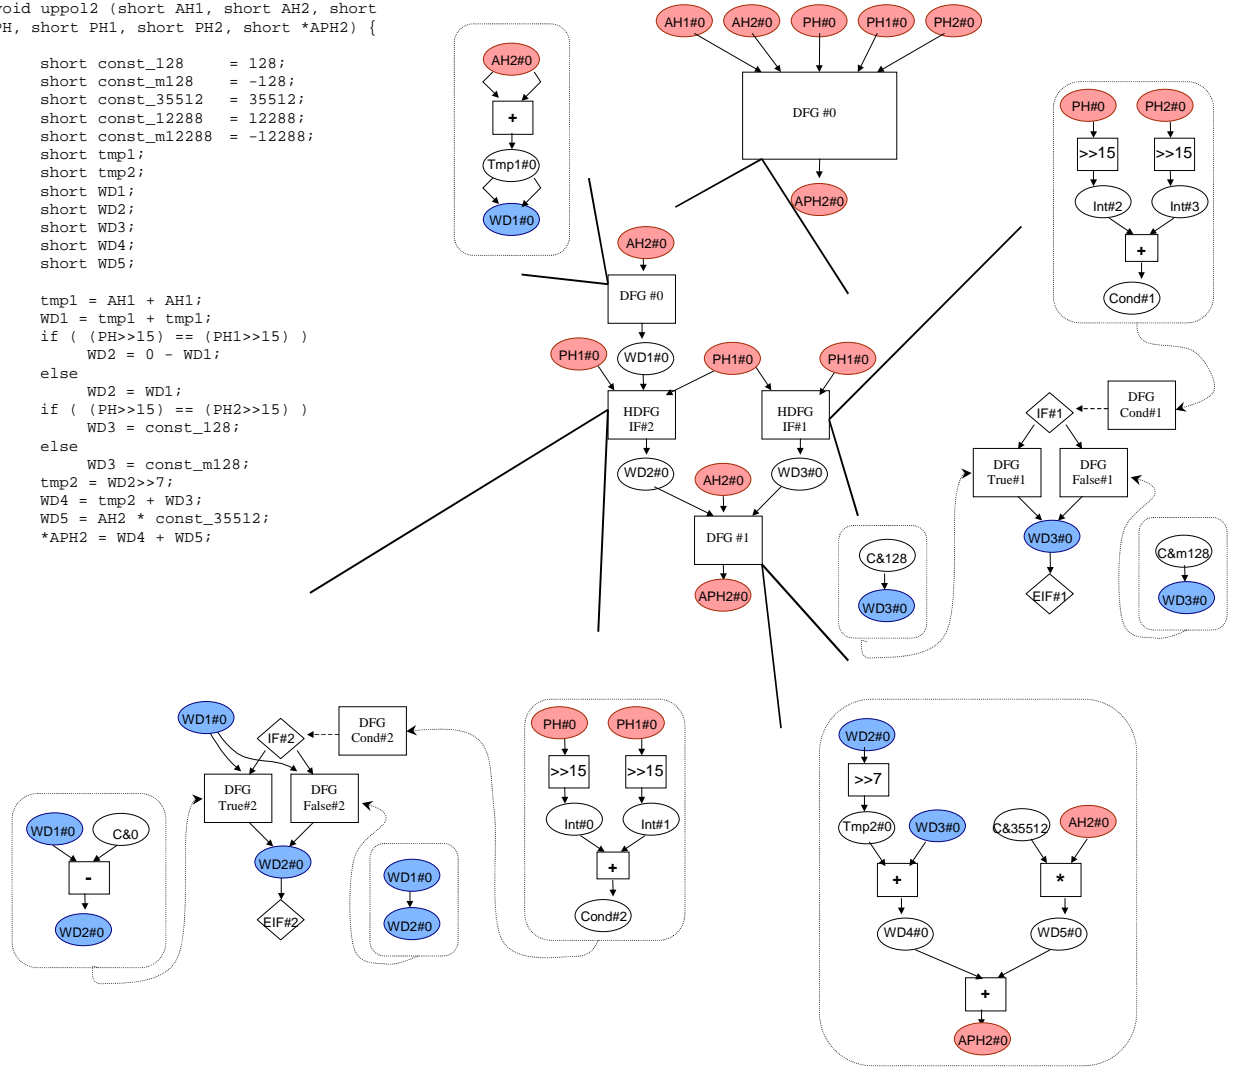 void uppol2 (short AH1, short AH2, short
PH, short PH1, short PH2, short *APH2) {
short const_128 = 128;
short const_m128 = -128;
short const_35512 = 35512;
short const_12288 = 12288;
short const_m12288 = -12288;
short tmp1;
short tmp2;
short WD1;
short WD2;
short WD3;
short WD4;
short WD5;
tmp1 = AH1 + AH1;
WD1 = tmp1 + tmp1;
if ( (PH>>15) == (PH1>>15) )
WD2 = 0 - WD1;
else
WD2 = WD1;
if ( (PH>>15) == (PH2>>15) )
WD3 = const_128;
else
WD3 = const_m128;
tmp2 = WD2>>7;
WD4 = tmp2 + WD3;
WD5 = AH2 * const_35512;
*APH2 = WD4 + WD5;
AH2#0
+
Tmp1#0
WD1#0
AH1#0 AH2#0 PH#0 PH1#0 PH2#0
DFG #0
APH2#0
AH2#0
DFG #0
PH1#0 WD1#0 PH1#0 PH1#0
HDFG
IF#2
HDFG
IF#1
WD2#0 AH2#0 WD3#0
DFG #1
APH2#0
PH#0 PH2#0
>>15 >>15
Int#2 Int#3
+
Cond#1
DFG
Cond#1
IF#1
DFG
True#1
DFG
False#1
WD3#0
EIF#1
C&128
WD3#0
C&m128
WD3#0
WD1#0
IF#2
DFG
Cond#2
DFG
True#2
DFG
False#2
WD2#0
EIF#2
WD1#0 C&0
-
WD2#0
WD1#0
WD2#0
PH#0 PH1#0
>>15 >>15
Int#0 Int#1
+
Cond#2
WD2#0
>>7
Tmp2#0 WD3#0 C&35512 AH2#0
+ *
WD4#0 WD5#0
+
APH2#0